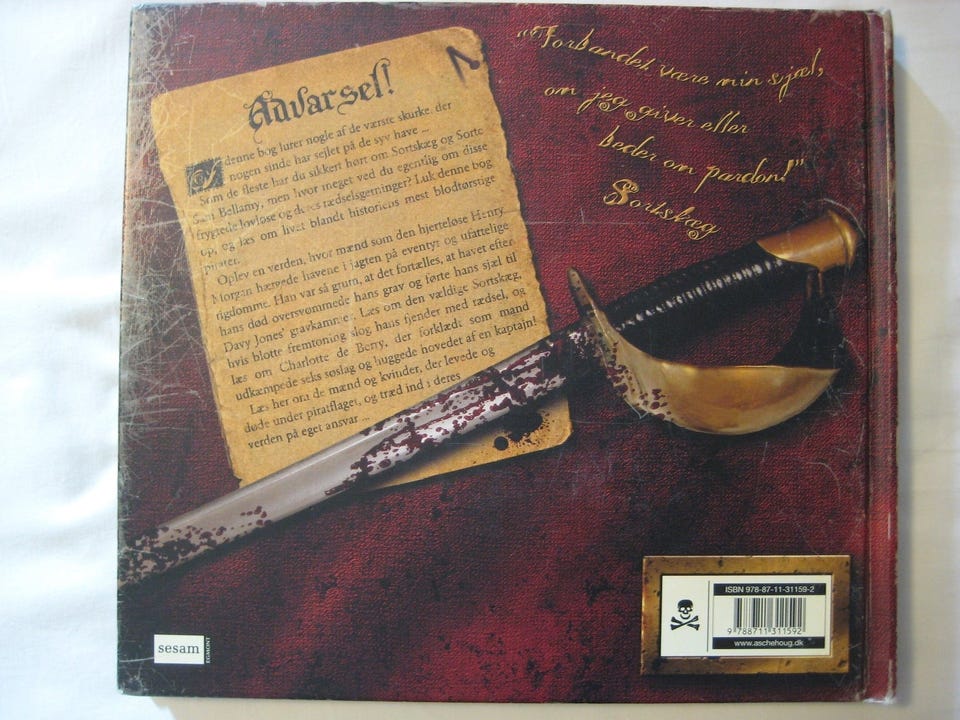 Advarsel!
I denne bog lurer nogle af de værste skurke, der
nogen sinde har sejlet på de syv have ...
Som de fleste har du sikkert hørt om Sortskæg og Sorte
Sam Bellamy, men hvor meget ved du egentlig om disse
frygtede lovløse og deres rædselsgerninger? Luk denne bog
op, og læs om livet blandt historiens mest blodtørstige
pirater.
Oplev en verden, hvor mænd som den hjerteløse Henry
Morgan hærgede havene i jagten på eventyr og ufattelige
rigdomme. Han var så grum, at det fortælles, at havet efter
hans død oversvømmede hans grav og førte hans sjæl til
Davy Jones' gravkammer. Læs om den vældige Sortskæg,
hvis blotte fremtoning slog hans fjender med rædsel, og
læs om Charlotte de Berry, der forklædt som mand
udkæmpede seks søslag og huggede hovedet af en kaptajn!
Læs her om de mænd og kvinder, der levede og
døde under piratflaget, og træd ind i deres
verden på eget ansvar ...
"Forbandet være min sjæl,
om jeg giver eller
beder om pardon!"
Sortskæg
sesam
EGMONT
ISBN 978-87-11-31159-2
9 788711 311592
www.aschehoug.dk